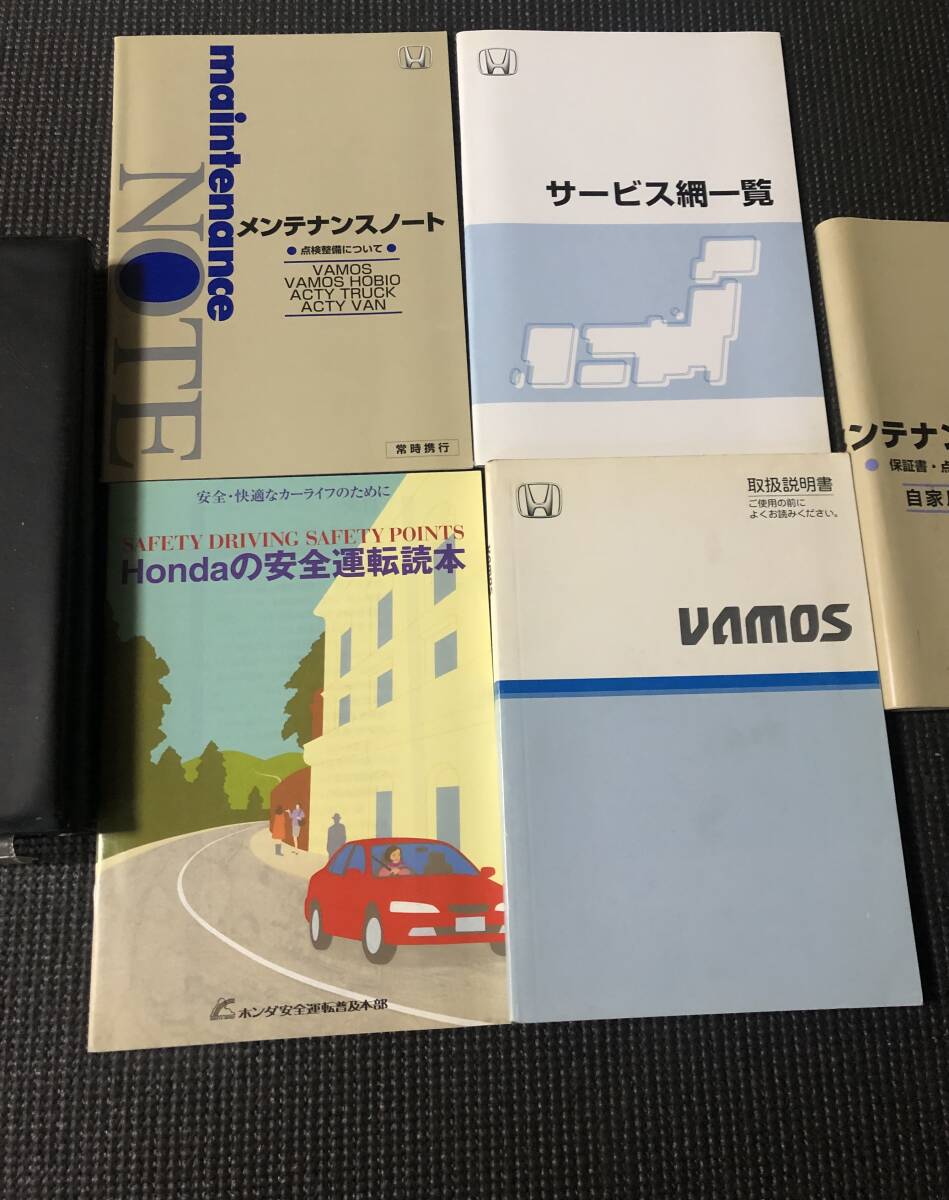 maintenance
NOTE
メンテナンスノート
● 点検整備について ●
VAMOS
VAMOS HOBIO
ACTY TRUCK
ACTY VAN
常時携行
サービス網一覧
ンテナン
● 保証書・点
自家
安全・快適なカーライフのために
SAFETY DRIVING SAFETY POINTS
Hondaの安全運転読本
ホンダ安全運転普及本部
取扱説明書
ご使用の前に
よくお読みください。
VAMOS